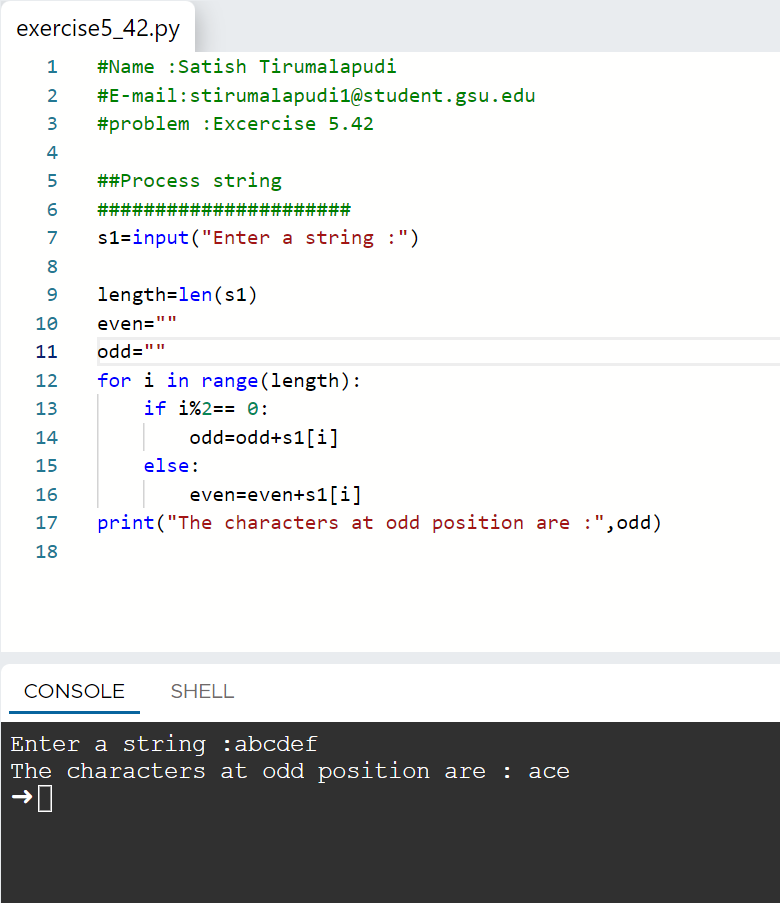 exercise5_42.py
1 #Name :Satish Tirumalapudi
2 #E-mail:stirumalapudi1@student.gsu.edu
3 #problem :Excercise 5.42
4
5 ##Process string
6 ######################
7 s1=input("Enter a string :")
8
9 length=len(s1)
10 even=""
11 odd=""
12 for i in range(length):
13     if i%2== 0:
14         odd=odd+s1[i]
15     else:
16         even=even+s1[i]
17 print("The characters at odd position are :",odd)
18
CONSOLE SHELL
Enter a string :abcdef
The characters at odd position are : ace
➜